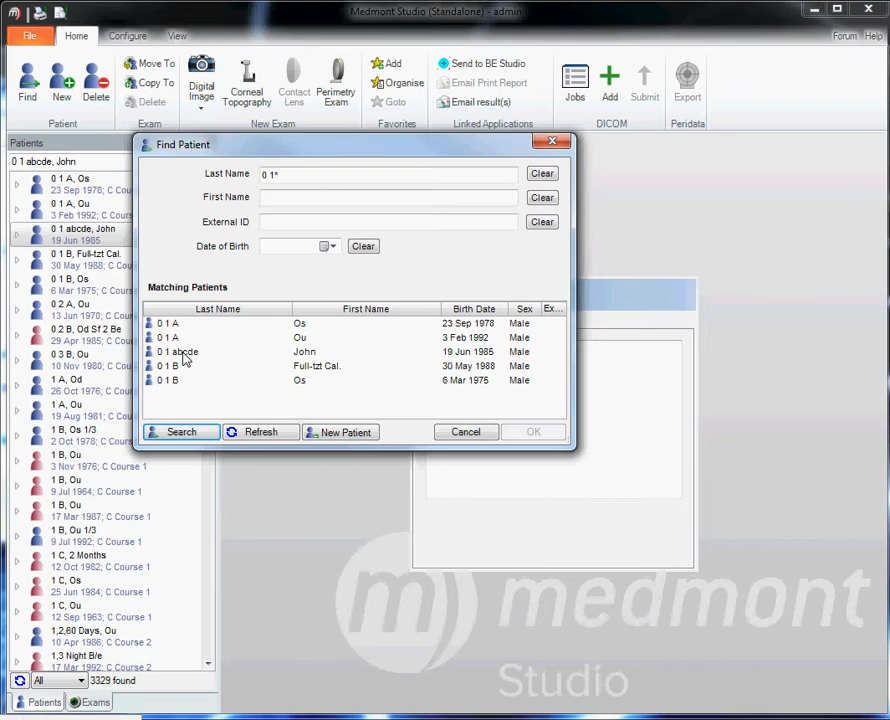 Medmont Studio (Standalone) - admin
File
Home
Configure
View
Forum
Help
Find
New
Delete
Patient
Move To
Copy To
Delete
Exam
Digital
Image
Corneal
Topography
Contact
Lens
Perimetry
Exam
New Exam
Add
Organise
Goto
Favorites
Send to BE Studio
Email Print Report
Email result(s)
Linked Applications
Jobs
Add
Submit
DICOM
Export
Peridata
Patients
0 1 abcde, John
0 1 A, Os
23 Sep 1978; C Cours
0 1 A, Ou
3 Feb 1992; C Course
0 1 abcde, John
19 Jun 1985
0 1 B, Full-tzt Cal.
30 May 1988; C Cour
0 1 B, Os
6 Mar 1975; C Course
0 2 A, Ou
13 Jun 1970; C Cours
0 2 B, Od Sf 2 Be
29 Oct 1985; C Cours
0 3 B, Ou
10 Nov 1980; C Cour
1 A, Od
26 Oct 1976; C Cours
1 A, Ou
19 Aug 1981; C Cour
1 B, Os 1/3
2 Oct 1978; C Course
1 B, Ou
3 Nov 1976; C Course 1
1 B, Ou
9 Jul 1964; C Course 1
1 B, Ou
17 Mar 1987; C Course 1
1 B, Ou 1/3
9 Jul 1992; C Course 1
1 C, 2 Months
12 Oct 1982; C Course 1
1 C, Os
25 Jun 1984; C Course 1
1 C, Ou
12 Sep 1963; C Course 1
1,2,60 Days, Ou
10 Apr 1986; C Course 2
1,3 Night B/e
17 Mar 1992; C Course 2
All
3329 found
Patients
Exams
Find Patient
Last Name
0 1*
Clear
First Name
Clear
External ID
Clear
Date of Birth
Clear
Matching Patients
Last Name First Name Birth Date Sex Ex...
0 1 A Os 23 Sep 1978 Male
0 1 A Ou 3 Feb 1992 Male
0 1 abcde John 19 Jun 1985 Male
0 1 B Full-tzt Cal. 30 May 1988 Male
0 1 B Os 6 Mar 1975 Male
Search
Refresh
New Patient
Cancel
OK
medmont
Studio